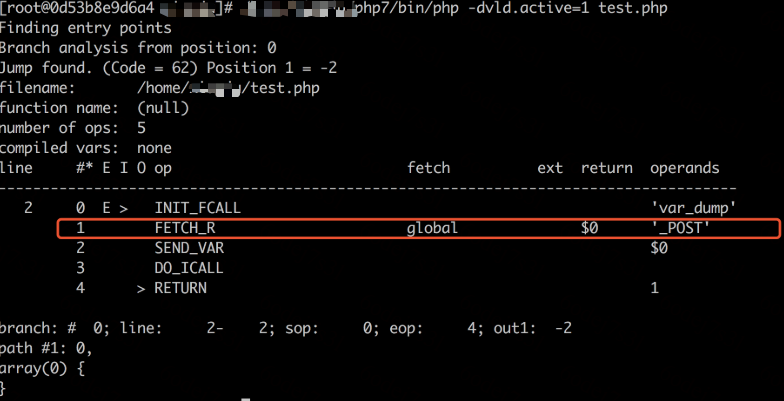 [root@0d53b8e9d6a4 ]# /php7/bin/php -dvld.active=1 test.php
Finding entry points
Branch analysis from position: 0
Jump found. (Code = 62) Position 1 = -2
filename:       /home/ /test.php
function name:  (null)
number of ops:  5
compiled vars:  none
line     #* E I O op                           fetch          ext  return  operands
-------------------------------------------------------------------------------------
2     0  E >   INIT_FCALL                                               'var_dump'
1        FETCH_R                      global              $0      '_POST'
2        SEND_VAR                                                 $0
3        DO_ICALL
4      > RETURN                                                   1
branch: #  0; line:     2-    2; sop:     0; eop:     4; out1:  -2
path #1: 0,
array(0) {
}